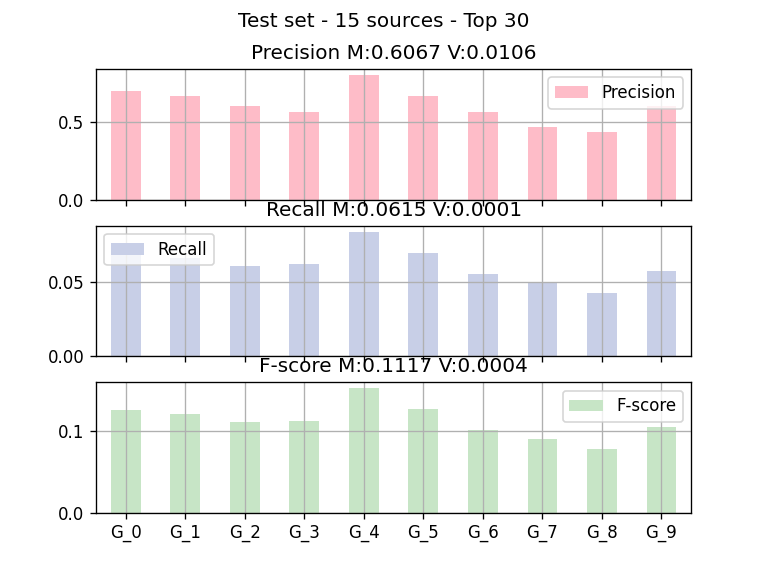 Test set - 15 sources - Top 30
Precision M:0.6067 V:0.0106
Precision
0.5
0.0
Recall M:0.0615 V:0.0001
Recall
0.05
0.00
F-score M:0.1117 V:0.0004
F-score
0.1
0.0
G_0 G_1 G_2 G_3 G_4 G_5 G_6 G_7 G_8 G_9